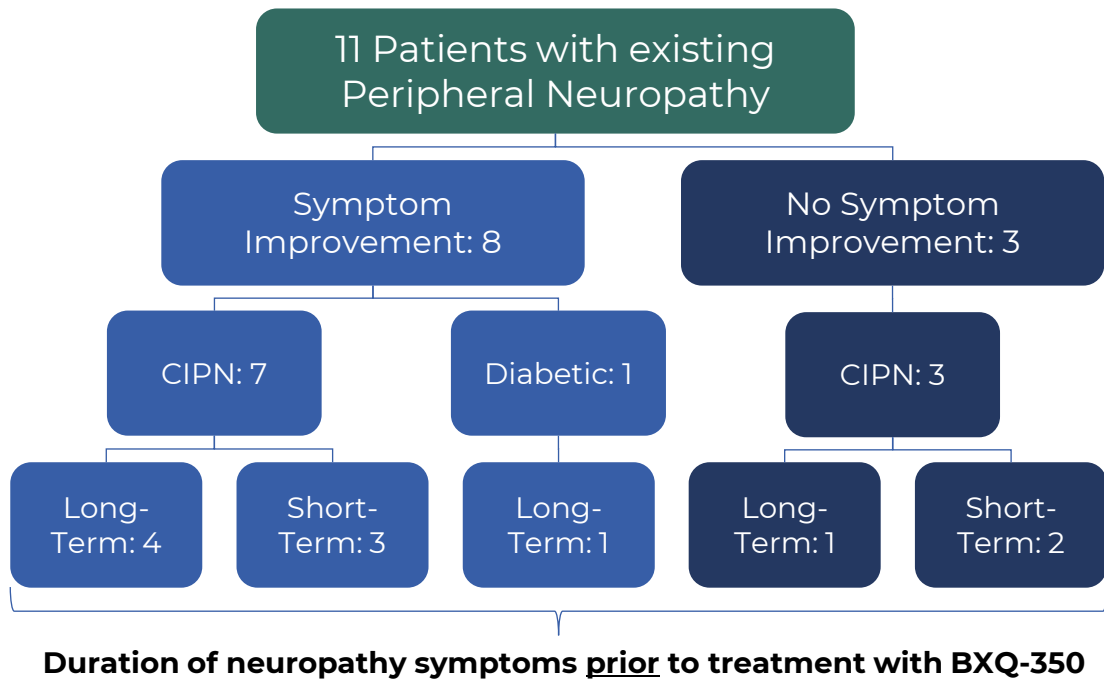 11 Patients with existing
Peripheral Neuropathy
Symptom
Improvement: 8
No Symptom
Improvement: 3
CIPN: 7
Diabetic: 1
CIPN: 3
Long-
Term: 4
Short-
Term: 3
Long-
Term: 1
Long-
Term: 1
Short-
Term: 2
Duration of neuropathy symptoms prior to treatment with BXQ-350